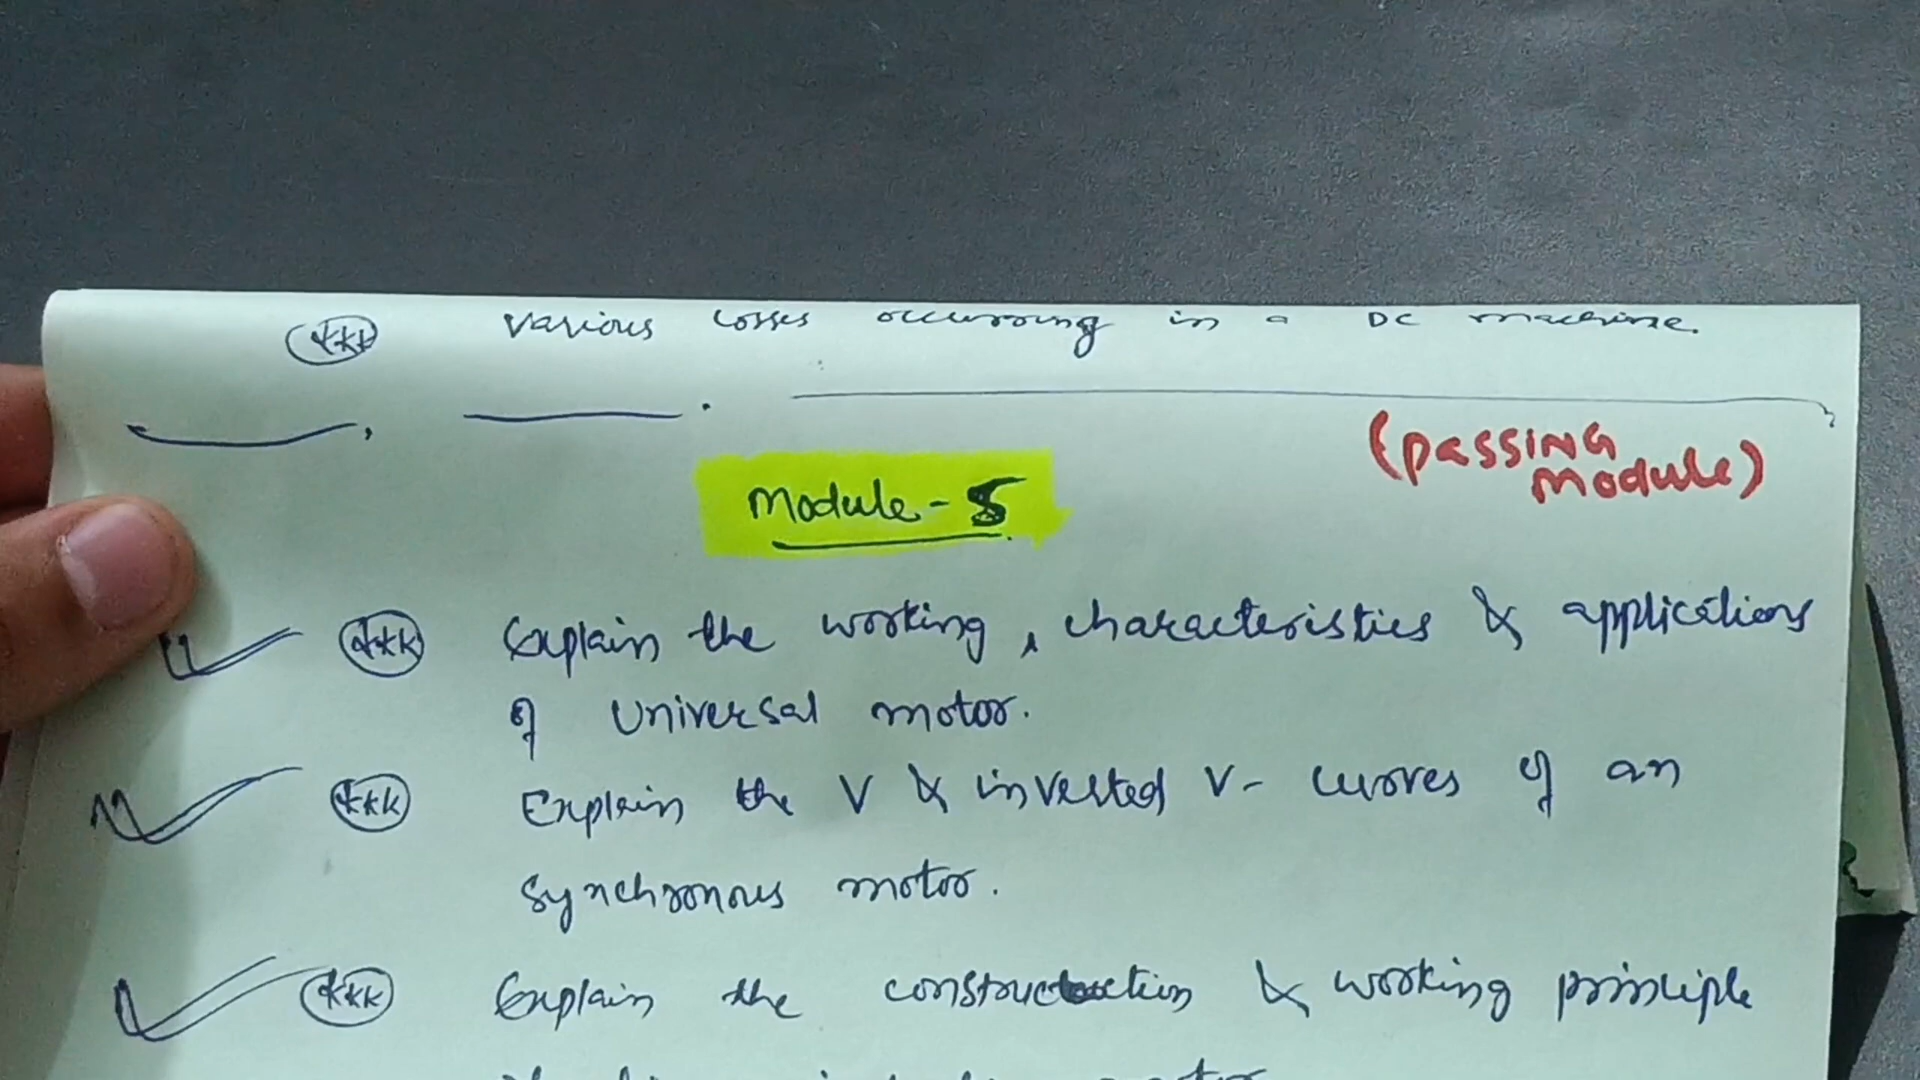 *** Various losses occurring in a DC machine.
(PASSING MODULE)
Module-5
*** Explain the working, characteristics & applications
of Universal motor.
*** Explain the V & inverted V- curves of an
synchronous motor.
*** Explain the construction & working principle
motor